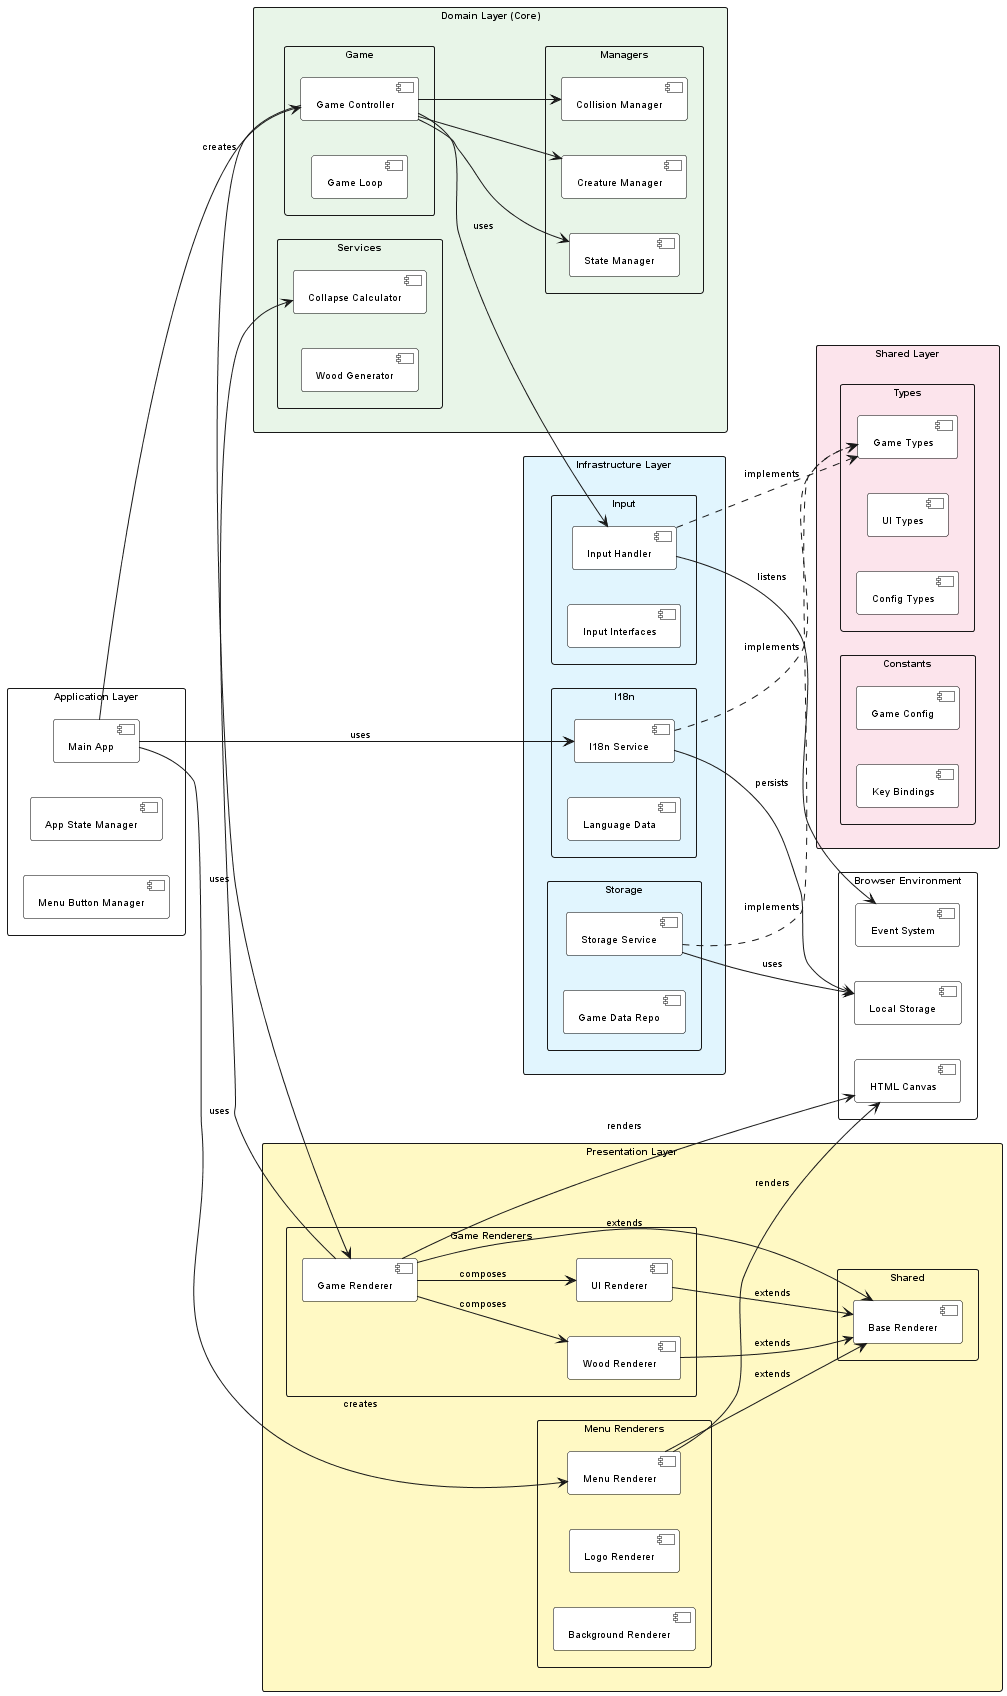 Domain Layer (Core)
Game
Game Controller
Game Loop
Managers
Collision Manager
Creature Manager
State Manager
creates
uses
Services
Collapse Calculator
Wood Generator
Shared Layer
Types
Game Types
UI Types
Config Types
Constants
Game Config
Key Bindings
Infrastructure Layer
Input
Input Handler
Input Interfaces
implements
listens
implements
I18n
I18n Service
Language Data
persists
Storage
Storage Service
Game Data Repo
implements
uses
Application Layer
Main App
App State Manager
Menu Button Manager
uses
uses
uses
Browser Environment
Event System
Local Storage
HTML Canvas
renders
Presentation Layer
renders
extends
Game Renderers
Game Renderer
composes
UI Renderer
composes
Wood Renderer
Shared
Base Renderer
extends
extends
extends
creates
Menu Renderers
Menu Renderer
Logo Renderer
Background Renderer